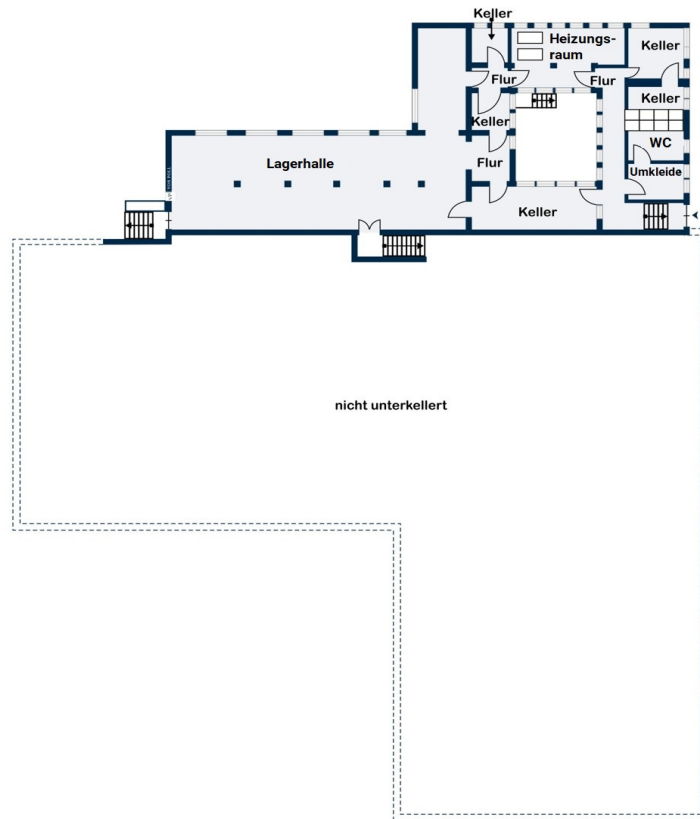 Keller
Heizungs-
raum
Keller
Flur
Flur
Keller
Keller
WC
Lagerhalle
Flur
Umkleide
Keller
nicht unterkellert